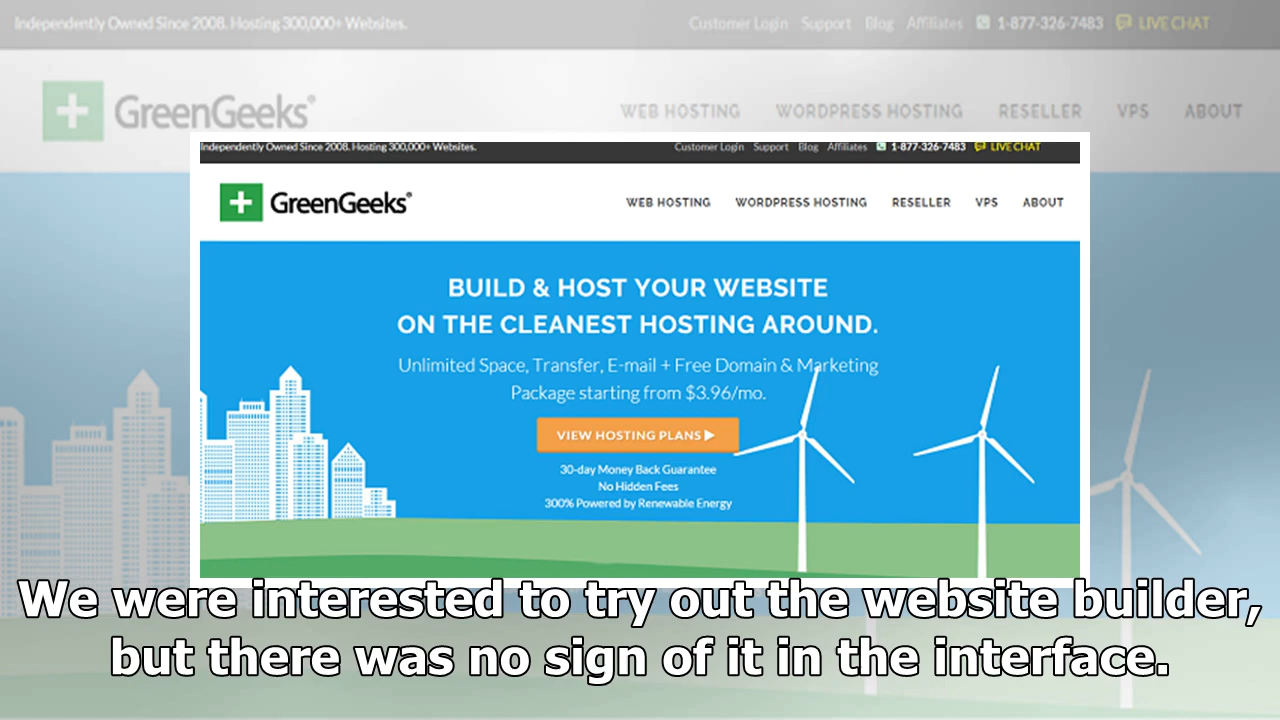 Independently Owned Since 2008. Hosting 300,000+ Websites.
Customer Login Support Blog Affiliates 1-877-326-7483 LIVE CHAT
GreenGeeks®
WEB HOSTING WORDPRESS HOSTING RESELLER VPS ABOUT
Independently Owned Since 2008. Hosting 300,000+ Websites.
Customer Login Support Blog Affiliates 1-877-326-7483 LIVE CHAT
GreenGeeks®
WEB HOSTING WORDPRESS HOSTING RESELLER VPS ABOUT
BUILD & HOST YOUR WEBSITE
ON THE CLEANEST HOSTING AROUND.
Unlimited Space, Transfer, E-mail + Free Domain & Marketing
Package starting from $3.96/mo.
VIEW HOSTING PLANS
30-day Money Back Guarantee
No Hidden Fees
300% Powered by Renewable Energy
We were interested to try out the website builder,
but there was no sign of it in the interface.